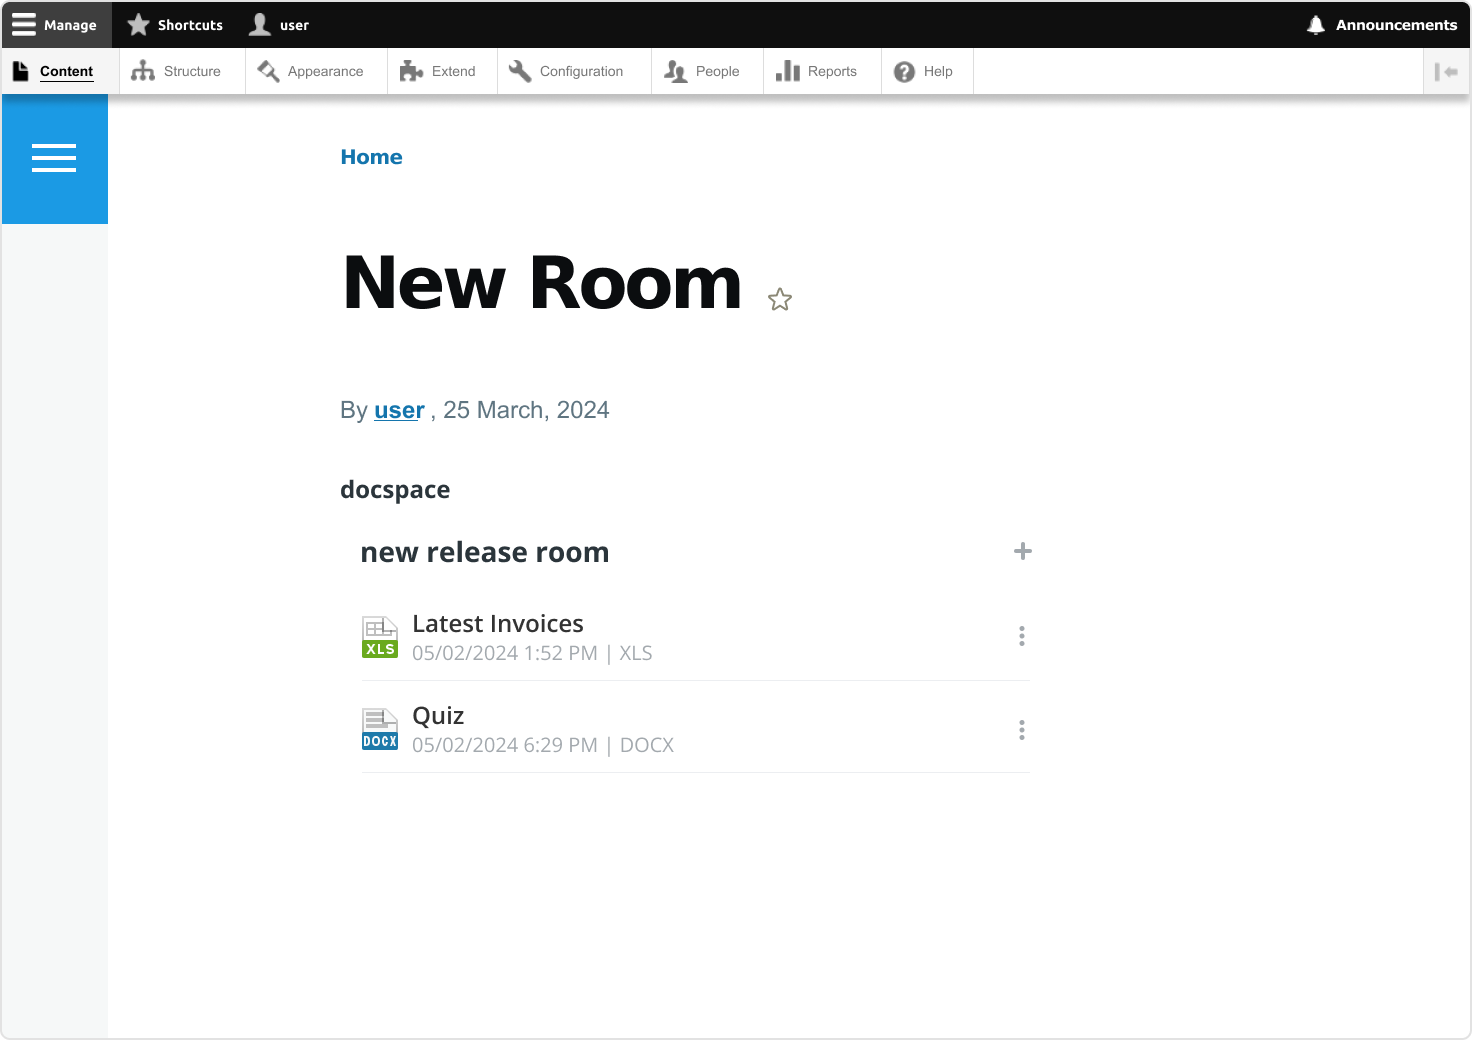 Manage Shortcuts user Announcements
Content Structure Appearance Extend Configuration People Reports Help
Home
New Room
By user , 25 March, 2024
docspace
new release room
Latest Invoices
XLS
05/02/2024 1:52 PM | XLS
Quiz
DOCX
05/02/2024 6:29 PM | DOCX